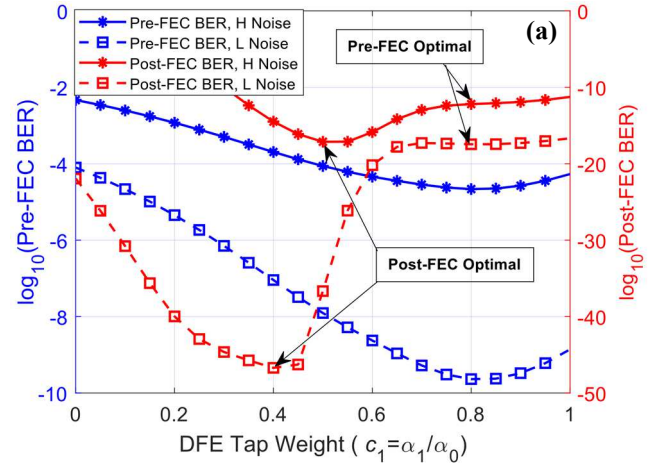 (a)
Pre-FEC BER, H Noise
Pre-FEC BER, L Noise
Post-FEC BER, H Noise
Post-FEC BER, L Noise
Pre-FEC Optimal
Post-FEC Optimal
log10(Pre-FEC BER)
0
-2
-4
-6
-8
-10
log10(Post-FEC BER)
0
-10
-20
-30
-40
-50
0 0.2 0.4 0.6 0.8 1
DFE Tap Weight ( c1=α1/α0)